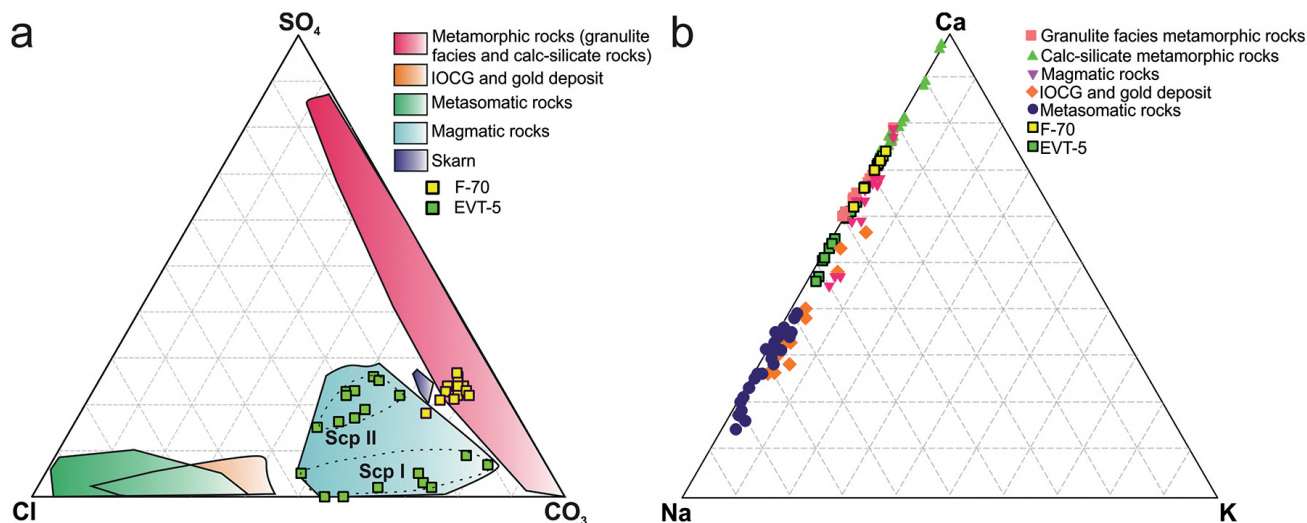 a
SO4
Metamorphic rocks (granulite
facies and calc-silicate rocks)
IOCG and gold deposit
Metasomatic rocks
Magmatic rocks
Skarn
F-70
EVT-5
Scp II
Scp I
Cl
CO3
b
Ca
Granulite facies metamorphic rocks
Calc-silicate metamorphic rocks
Magmatic rocks
IOCG and gold deposit
Metasomatic rocks
F-70
EVT-5
Na
K